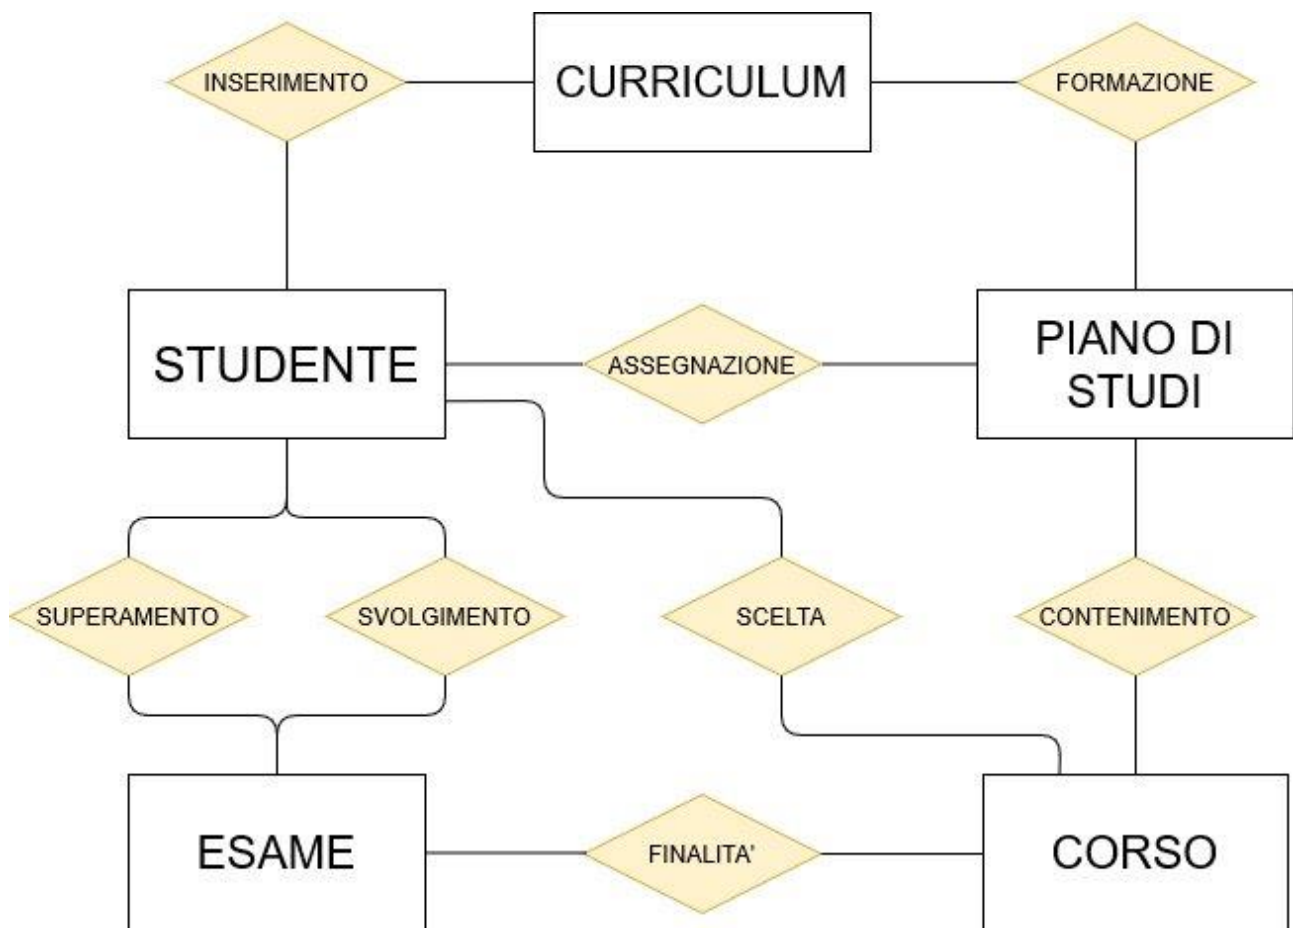 INSERIMENTO
CURRICULUM
FORMAZIONE
STUDENTE
ASSEGNAZIONE
PIANO DI
STUDI
SUPERAMENTO
SVOLGIMENTO
SCELTA
CONTENIMENTO
ESAME
FINALITA'
CORSO